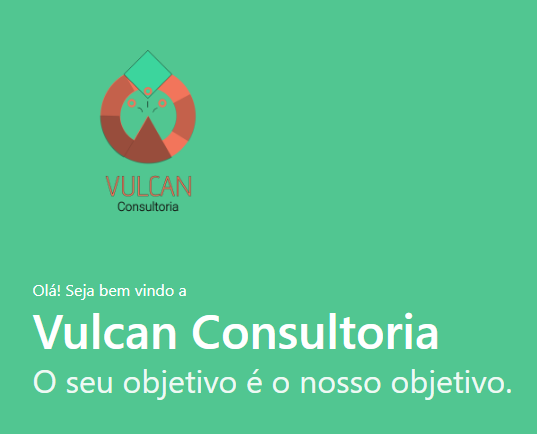 VULCAN
Consultoria
Olá! Seja bem vindo a
Vulcan Consultoria
O seu objetivo é o nosso objetivo.